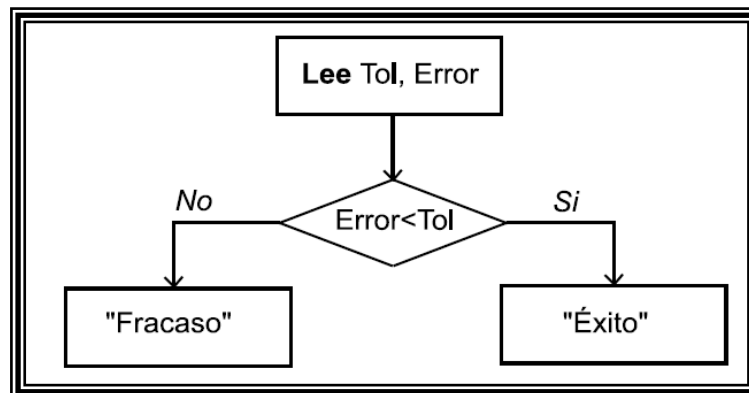 Lee Tol, Error
No
Si
Error<Tol
"Fracaso"
"Éxito"